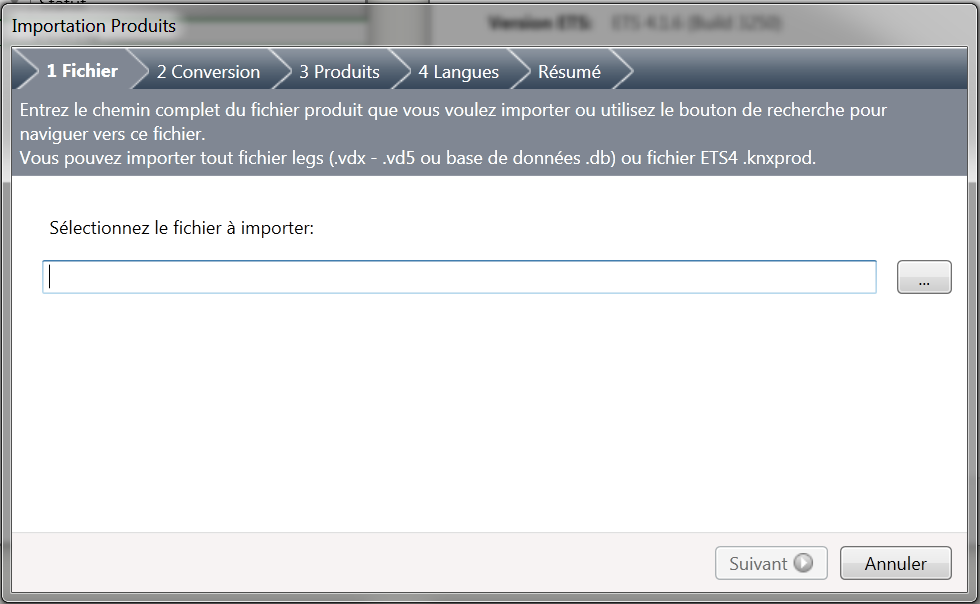 Statut
Version ETS: ETS 4.1.6 (Build 3250)
Importation Produits
1 Fichier
2 Conversion
3 Produits
4 Langues
Résumé
Entrez le chemin complet du fichier produit que vous voulez importer ou utilisez le bouton de recherche pour
naviguer vers ce fichier.
Vous pouvez importer tout fichier legs (.vdx - .vd5 ou base de données .db) ou fichier ETS4 .knxprod.
Sélectionnez le fichier à importer:
...
Suivant
Annuler